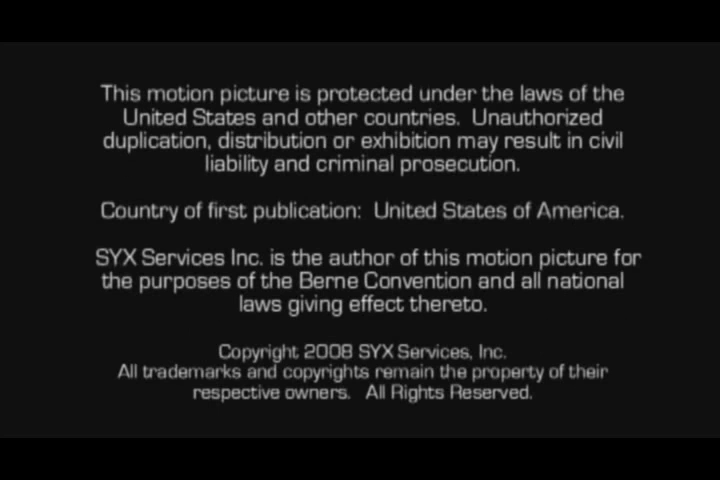 This motion picture is protected under the laws of the
United States and other countries. Unauthorized
duplication, distribution or exhibition may result in civil
liability and criminal prosecution.
Country of first publication: United States of America.
SYX Services Inc. is the author of this motion picture for
the purposes of the Berne Convention and all national
laws giving effect thereto.
Copyright 2008 SYX Services, Inc.
All trademarks and copyrights remain the property of their
respective owners. All Rights Reserved.